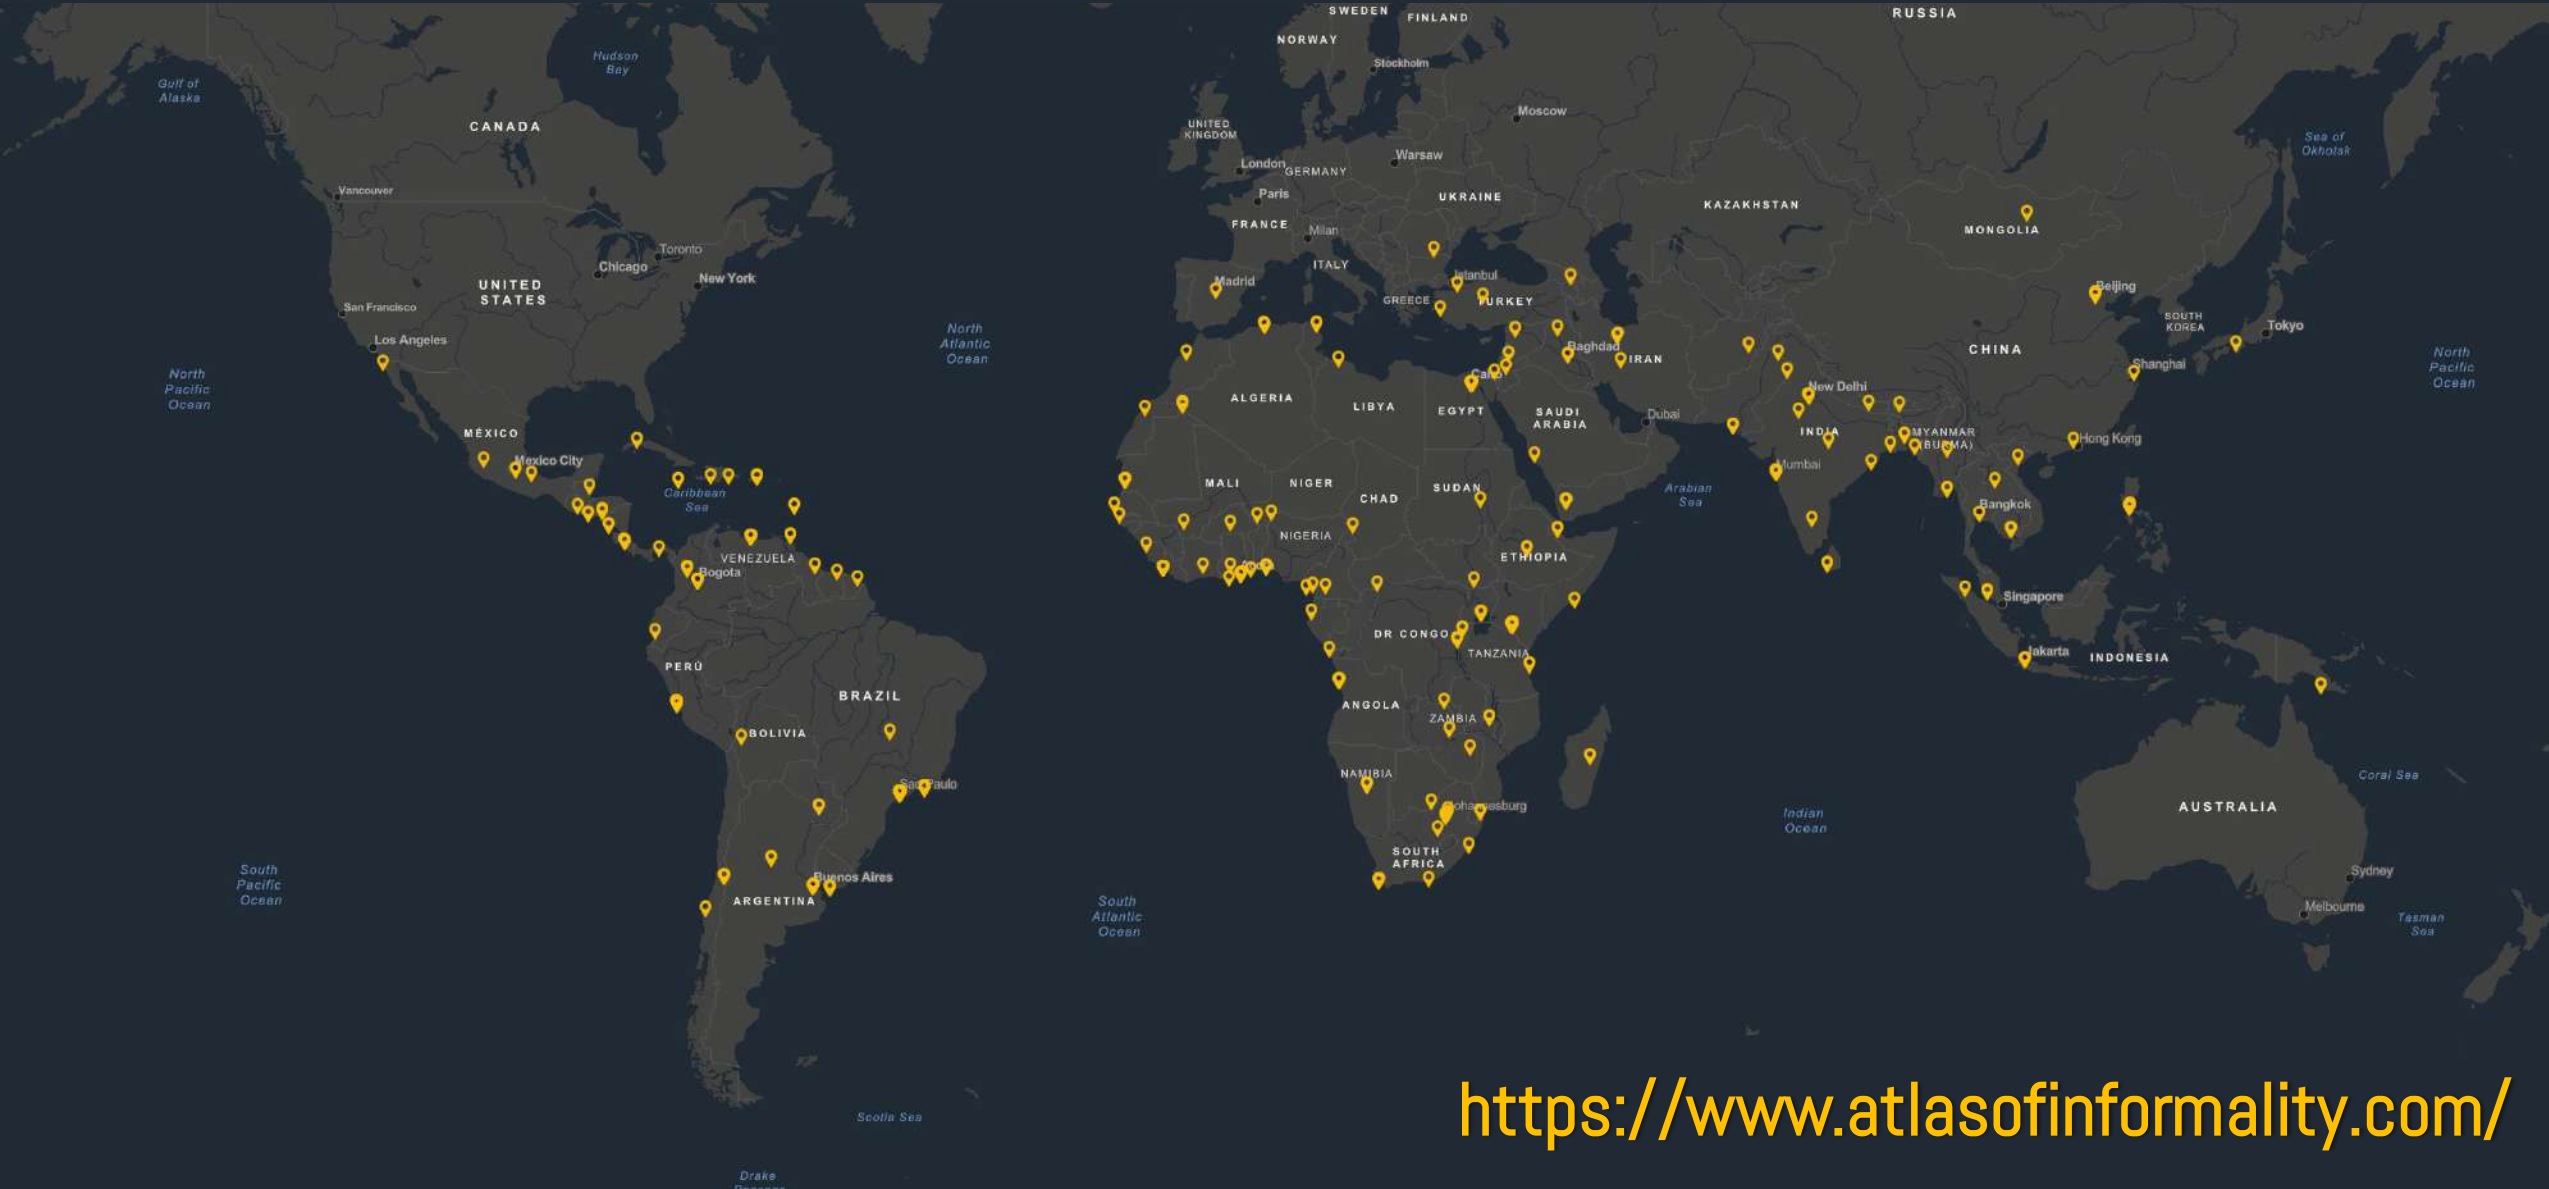 SWEDEN
FINLAND
RUSSIA
NORWAY
Hudson
Bay
Stockholm
Gulf of
Alaska
Moscow
CANADA
UNITED
KINGDOM
Sea of
Okhotsk
Warsaw
London
GERMANY
Vancouver
Paris
UKRAINE
KAZAKHSTAN
FRANCE
Milan
MONGOLIA
Toronto
ITALY
Chicago
New York
Istanbul
Madrid
UNITED
STATES
Beijing
GREECE
TURKEY
San Francisco
SOUTH
KOREA
Tokyo
North
Atlantic
Ocean
Los Angeles
Baghdad
IRAN
CHINA
North
Pacific
Ocean
Shanghai
North
Pacific
Ocean
Cairo
New Delhi
ALGERIA
LIBYA
EGYPT
SAUDI
ARABIA
Dubai
MÉXICO
INDIA
MYANMAR
(BURMA)
Hong Kong
Mexico City
Mumbai
Caribbean
Sea
MALI
NIGER
CHAD
SUDAN
Arabian
Sea
Bangkok
NIGERIA
VENEZUELA
ETHIOPIA
Bogota
Singapore
DR CONGO
TANZANIA
Jakarta
INDONESIA
PERÚ
BRAZIL
ANGOLA
ZAMBIA
BOLIVIA
NAMIBIA
Coral Sea
Sao Paulo
Johannesburg
AUSTRALIA
Indian
Ocean
SOUTH
AFRICA
South
Pacific
Ocean
Buenos Aires
Sydney
ARGENTINA
South
Atlantic
Ocean
Melbourne
Tasman
Sea
https://www.atlasofinformality.com/
Scotia Sea
Drake